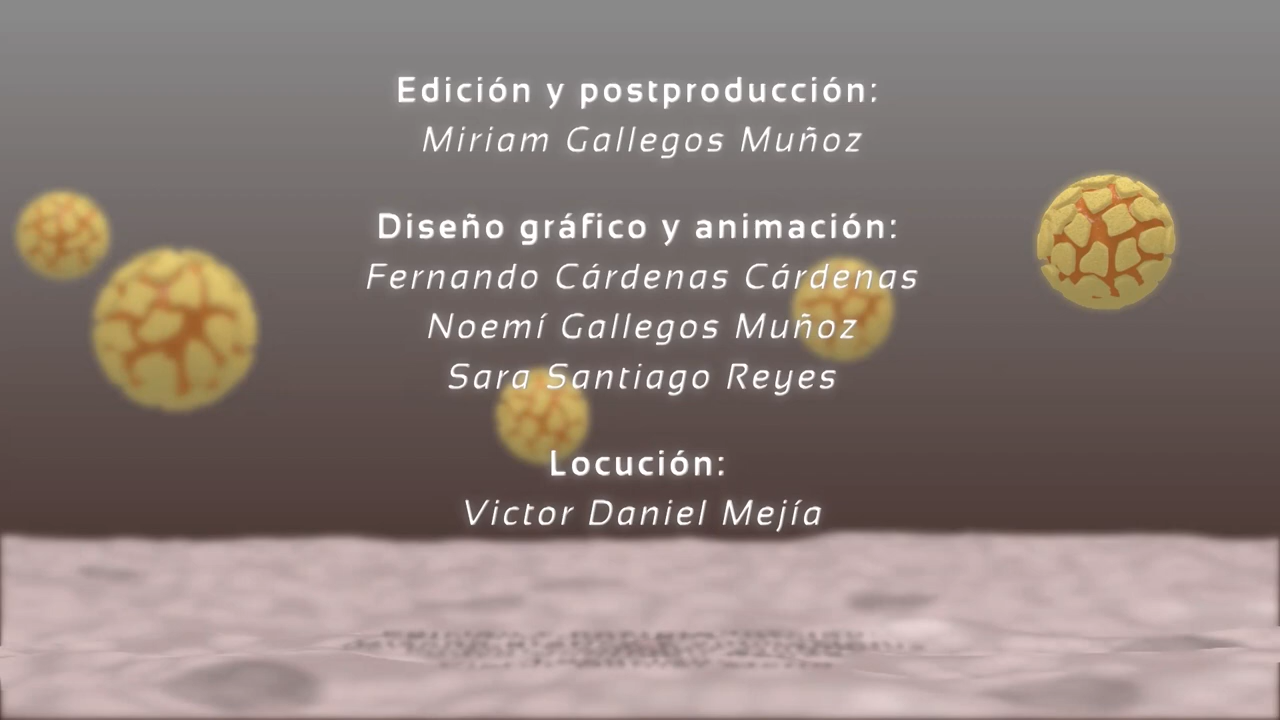 Edición y postproducción:
Miriam Gallegos Muñoz
Diseño gráfico y animación:
Fernando Cárdenas Cárdenas
Noemí Gallegos Muñoz
Sara Santiago Reyes
Locución:
Victor Daniel Mejía